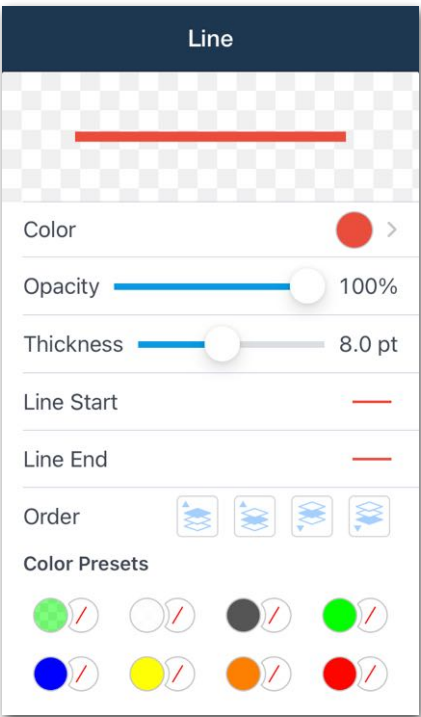 Line
Color
Opacity 100%
Thickness 8.0 pt
Line Start
Line End
Order
Color Presets